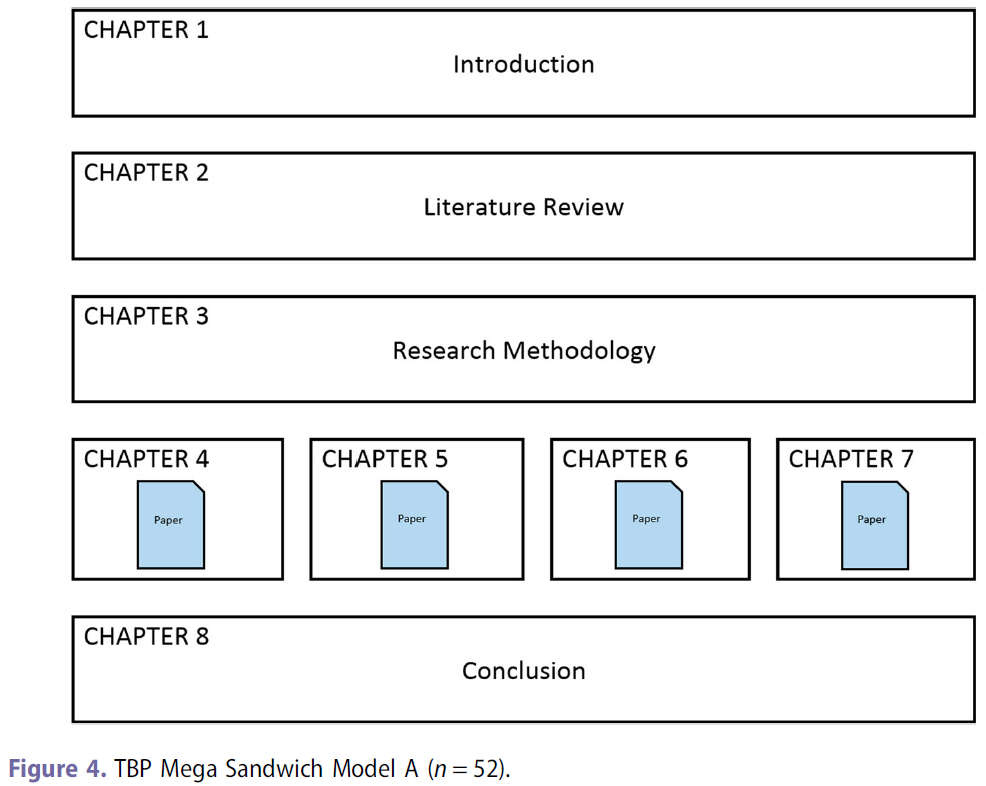 CHAPTER 1
Introduction
CHAPTER 2
Literature Review
CHAPTER 3
Research Methodology
CHAPTER 4
Paper
CHAPTER 5
Paper
CHAPTER 6
Paper
CHAPTER 7
Paper
CHAPTER 8
Conclusion
Figure 4. TBP Mega Sandwich Model A (n = 52).